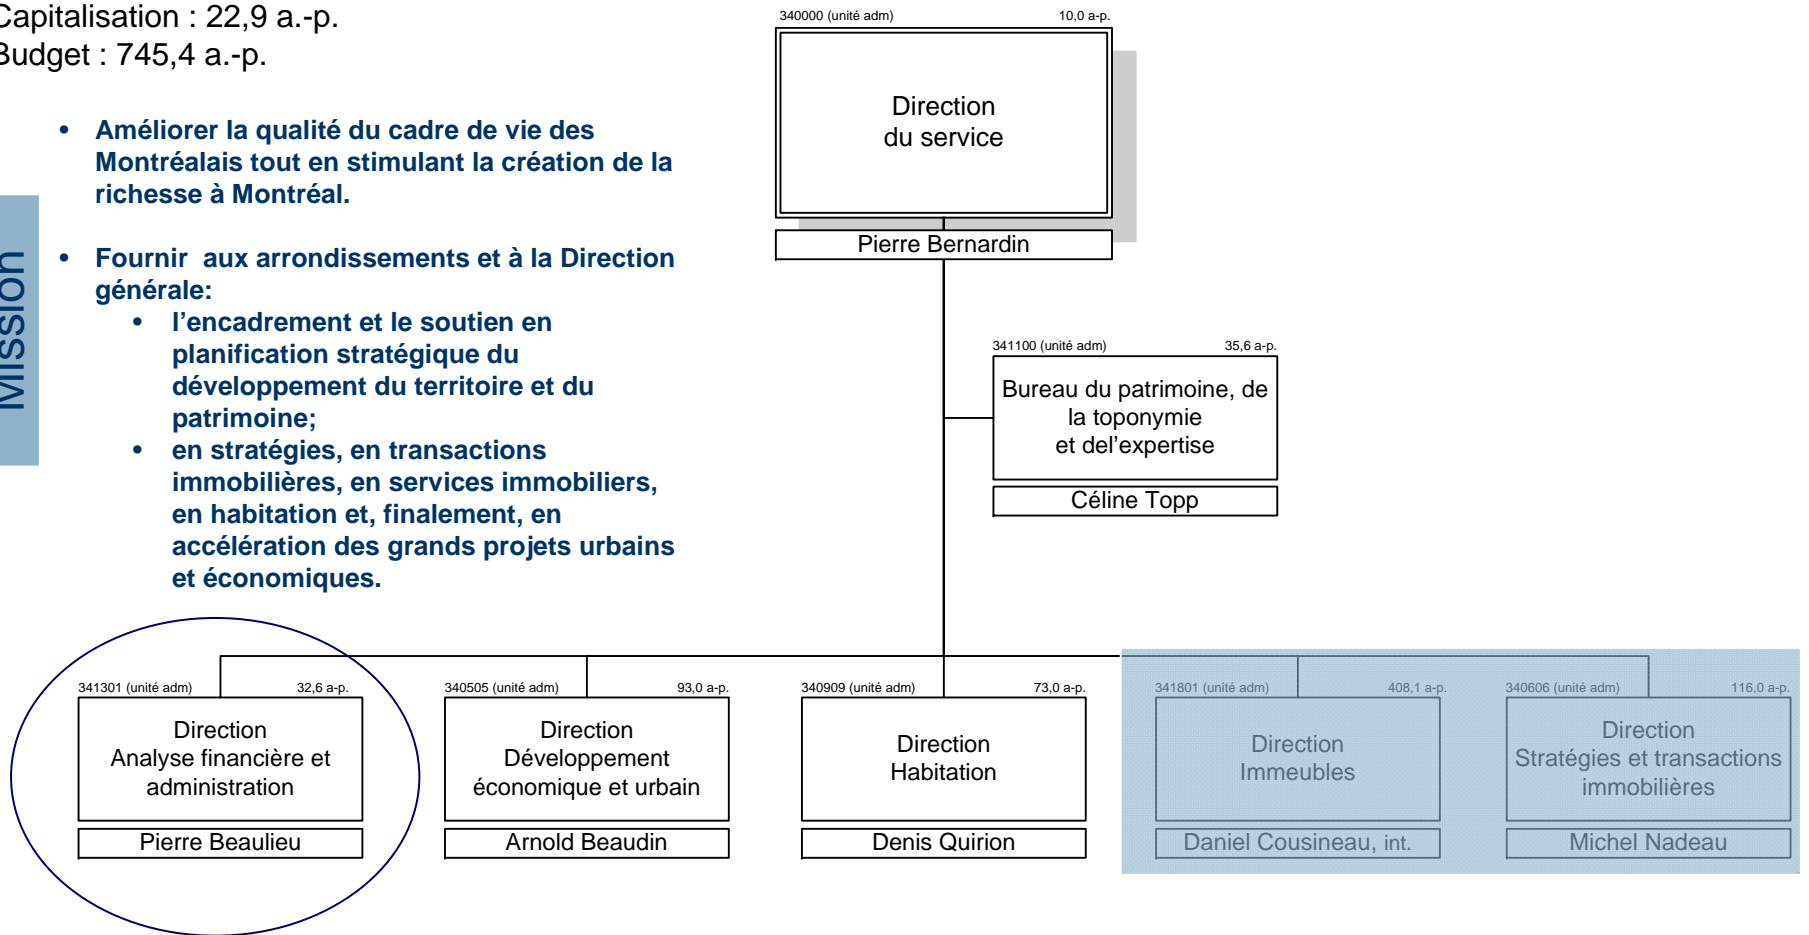 Capitalisation : 22,9 a.-p.
Budget : 745,4 a.-p.
Mission
• Améliorer la qualité du cadre de vie des
Montréalais tout en stimulant la création de la
richesse à Montréal.
• Fournir  aux arrondissements et à la Direction
générale:
• l'encadrement et le soutien en
planification stratégique du
développement du territoire et du
patrimoine;
• en stratégies, en transactions
immobilières, en services immobiliers,
en habitation et, finalement, en
accélération des grands projets urbains
et économiques.
340000 (unité adm) 10,0 a-p.
Direction
du service
Pierre Bernardin
341100 (unité adm) 35,6 a-p.
Bureau du patrimoine, de
la toponymie
et del'expertise
Céline Topp
341301 (unité adm) 32,6 a-p.
Direction
Analyse financière et
administration
Pierre Beaulieu
340505 (unité adm) 93,0 a-p.
Direction
Développement
économique et urbain
Arnold Beaudin
340909 (unité adm) 73,0 a-p.
Direction
Habitation
Denis Quirion
341801 (unité adm) 408,1 a-p.
Direction
Immeubles
Daniel Cousineau, int.
340606 (unité adm) 116,0 a-p.
Direction
Stratégies et transactions
immobilières
Michel Nadeau